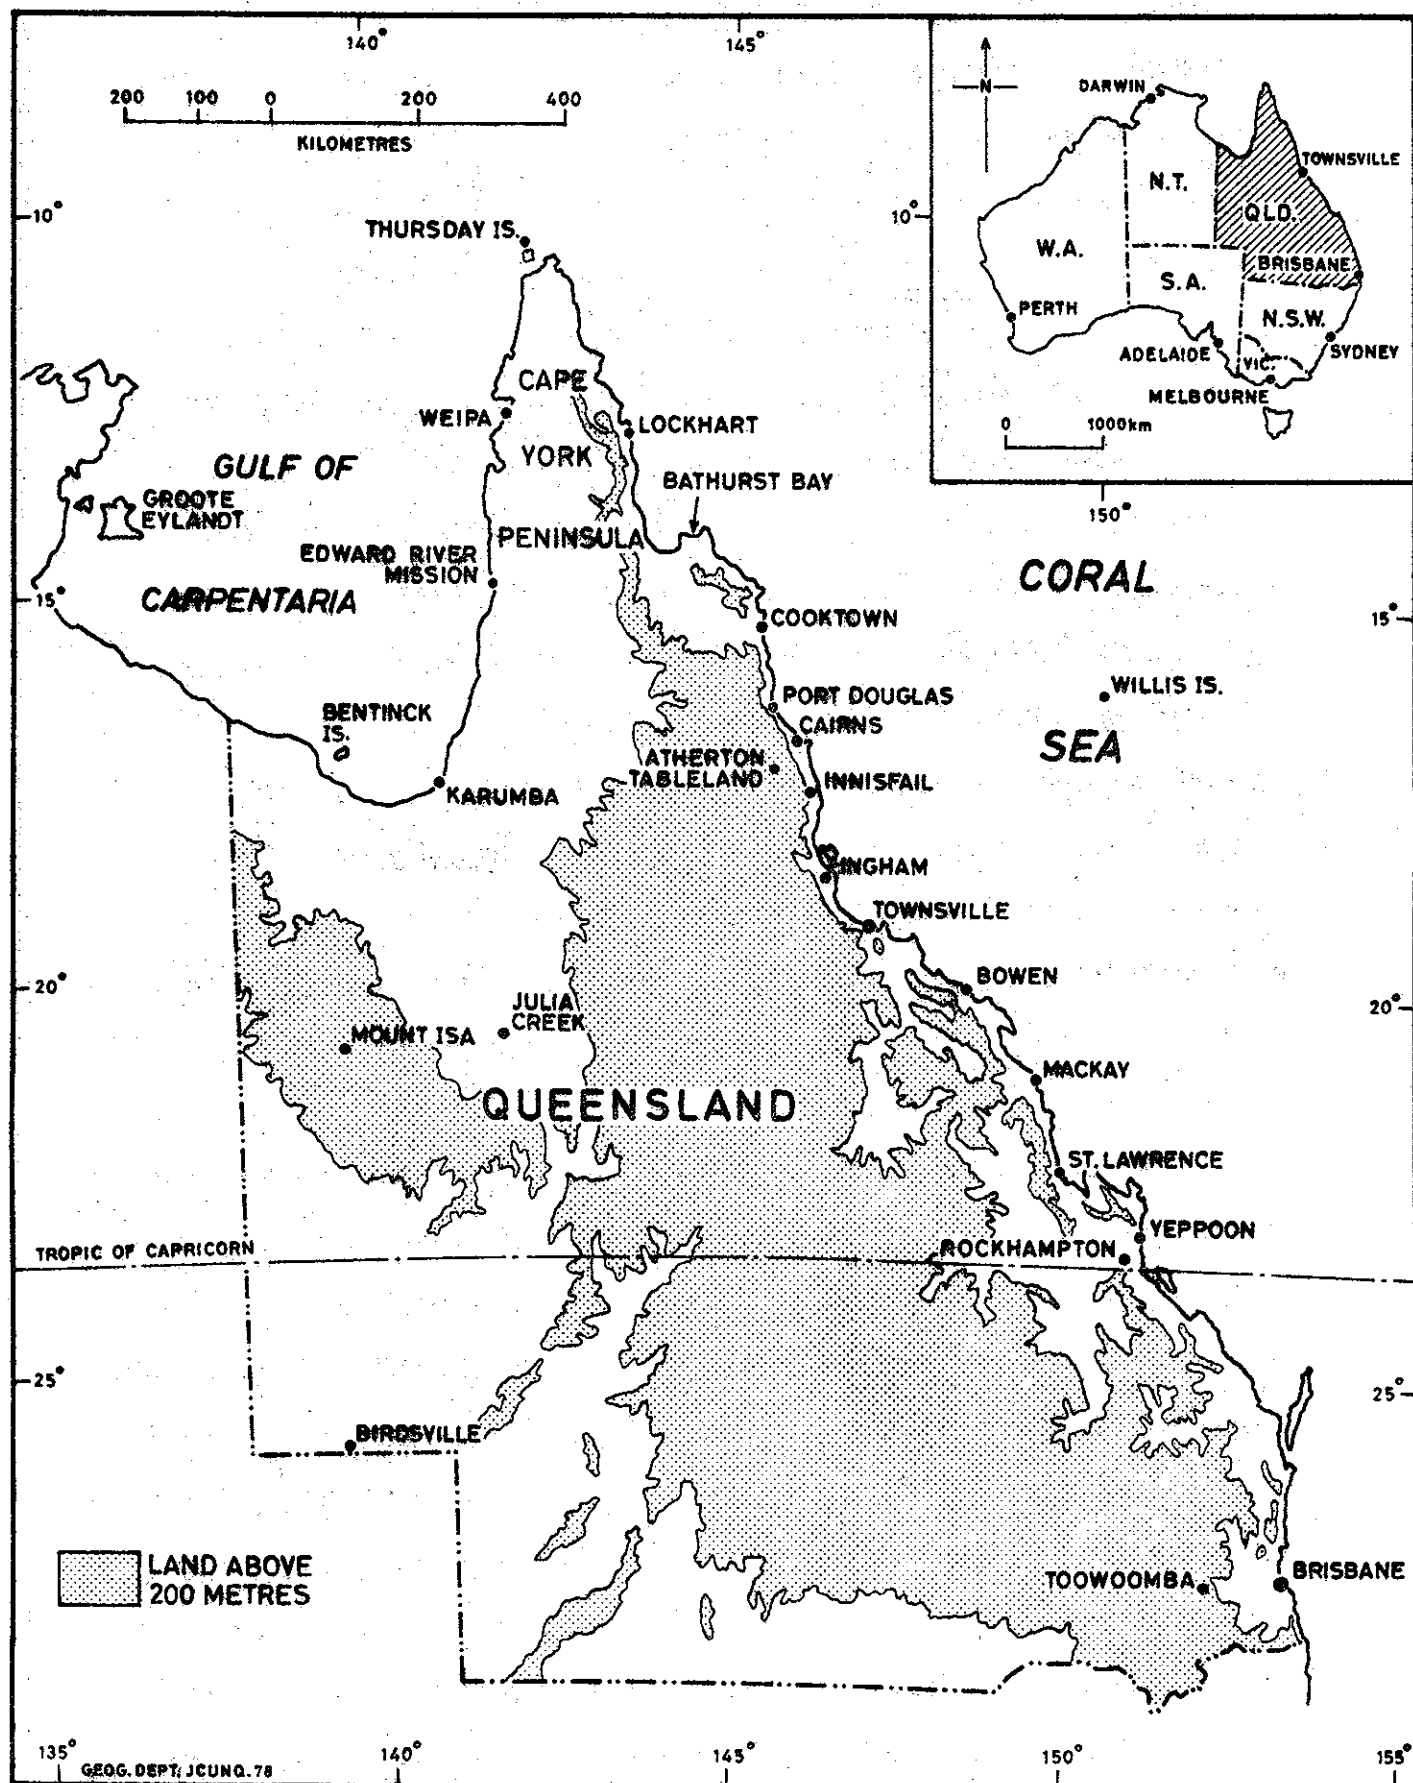 140°
145°
200 100 0 200 400
KILOMETRES
N
DARWIN
TOWNSVILLE
N.T.
QLD.
W.A.
BRISBANE
S.A.
PERTH
N.S.W.
ADELAIDE
SYDNEY
VIC.
MELBOURNE
0 1000km
10°
10°
150°
THURSDAY IS.
CAPE
WEIPA
LOCKHART
YORK
GULF OF
BATHURST BAY
GROOTE
EYLANDT
PENINSULA
EDWARD RIVER
MISSION
CORAL
15°
CARPENTARIA
COOKTOWN
15°
WILLIS IS.
PORT DOUGLAS
BENTINCK
IS.
CAIRNS
SEA
ATHERTON
TABLELAND
INNISFAIL
KARUMBA
INGHAM
TOWNSVILLE
20°
BOWEN
JULIA
CREEK
20°
MOUNT ISA
MACKAY
QUEENSLAND
ST. LAWRENCE
YEPPOON
TROPIC OF CAPRICORN
ROCKHAMPTON
25°
25°
BIRDSVILLE
LAND ABOVE
200 METRES
TOOWOOMBA
BRISBANE
135°
140°
145°
150°
155°
GEOG. DEPT. JCUNQ. 78